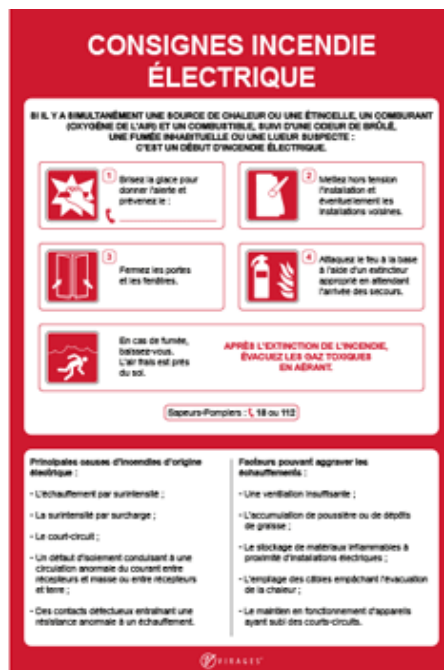 CONSIGNES INCENDIE
ÉLECTRIQUE
SI IL Y A SIMULTANÉMENT UNE SOURCE DE CHALEUR OU UNE ÉTINCELLE, UN COMBURANT
(OXYGÈNE DE L'AIR) ET UN COMBUSTIBLE, SUIVI D'UNE ODEUR DE BRÛLÉ,
UNE FUMÉE INHABITUELLE OU UNE LUEUR SUSPECTE :
C'EST UN DÉBUT D'INCENDIE ÉLECTRIQUE.
1
Brisez la glace pour
donner l'alerte et
prévenez le :
2
Mettez hors tension
l'installation et
éventuellement les
installations voisines.
3
Fermez les portes
et les fenêtres.
4
Attaquez le feu à la base
à l'aide d'un extincteur
approprié en attendant
l'arrivée des secours.
En cas de fumée,
baissez-vous.
L'air frais est près
du sol.
APRÈS L'EXTINCTION DE L'INCENDIE,
ÉVACUEZ LES GAZ TOXIQUES
EN AÉRANT.
Sapeurs-Pompiers : 18 ou 112
Principales causes d'incendies d'origine
électrique :
- L'échauffement par surintensité ;
- La surintensité par surcharge ;
- Le court-circuit ;
- Un défaut d'isolement conduisant à une
circulation anormale du courant entre
récepteurs et masse ou entre récepteurs
et terre ;
- Des contacts défectueux entraînant une
résistance anormale à un échauffement.
Facteurs pouvant aggraver les
échauffements :
- Une ventilation insuffisante ;
- L'accumulation de poussière ou de dépôts
de graisse ;
- Le stockage de matériaux inflammables à
proximité d'installations électriques ;
- L'empilage des câbles empêchant l'évacuation
de la chaleur ;
- Le maintien en fonctionnement d'appareils
ayant subi des courts-circuits.
VIRAGES